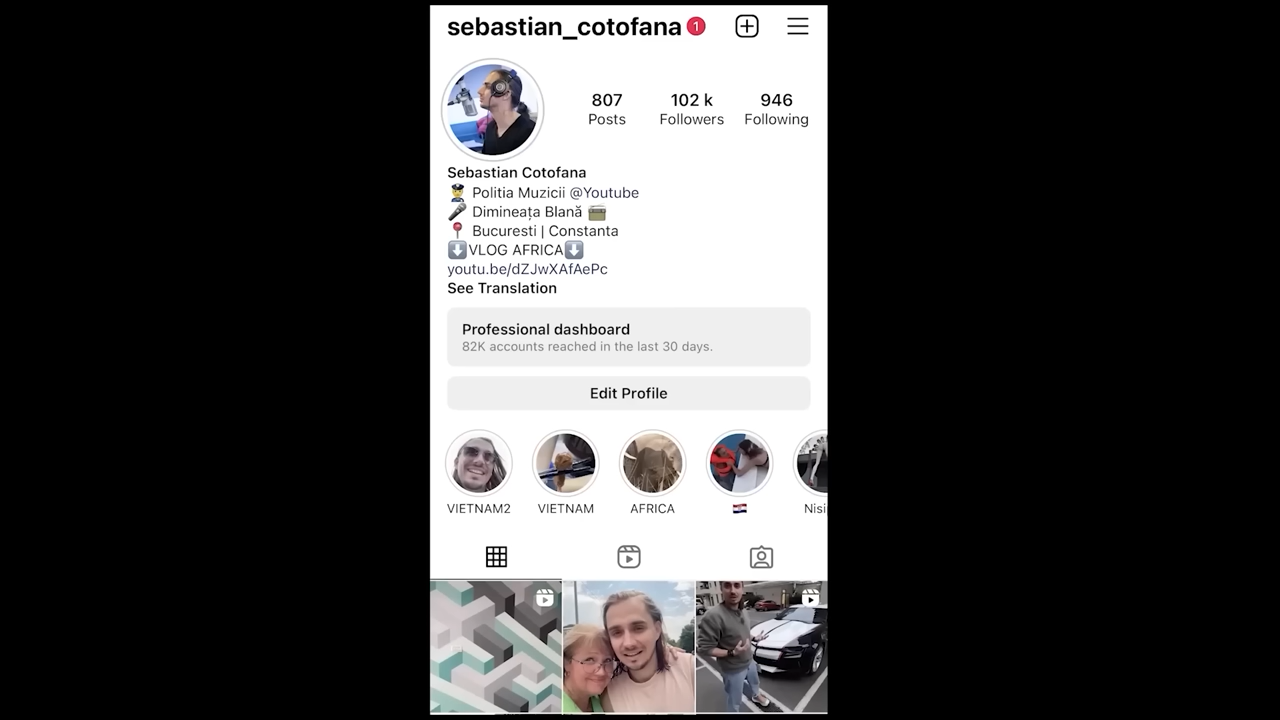 sebastian_cotofana 1
807 102 k 946
Posts Followers Following
Sebastian Cotofana
Politia Muzicii @Youtube
Dimineața Blană
Bucuresti | Constanta
VLOG AFRICA
youtu.be/dZJwXAfAePc
See Translation
Professional dashboard
82K accounts reached in the last 30 days.
Edit Profile
VIETNAM2 VIETNAM AFRICA